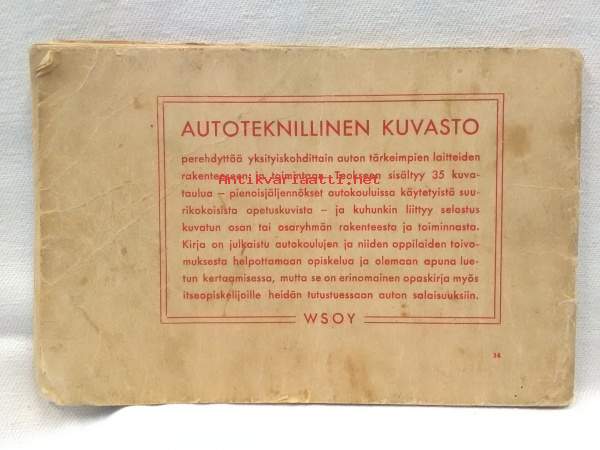 AUTOTEKNILLINEN KUVASTO
perehdyttää yksityiskohdittain auton tärkeimpien laitteiden
rakenteeseen ja toimintaan. Teokseen sisältyy 35 kuva-
Antikvariaatti.net
taulua – pienoisjäljennökset autokouluissa käytetyistä suu-
rikokoisista opetuskuvista – ja kuhunkin liittyy selostus
kuvatun osan tai osaryhmän rakenteesta ja toiminnasta.
Kirja on julkaistu autokoulujen ja niiden oppilaiden toivo-
muksesta helpottamaan opiskelua ja olemaan apuna lue-
tun kertaamisessa, mutta se on erinomainen opaskirja myös
itseopiskelijoille heidän tutustuessaan auton salaisuuksiin.
WSOY